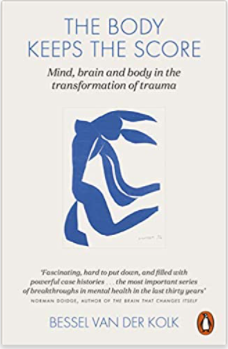 THE BODY
KEEPS THE SCORE
Mind, brain and body in the
transformation of trauma
'Fascinating, hard to put down, and filled with
powerful case histories . . . the most important series
of breakthroughs in mental health in the last thirty years'
NORMAN DOIDGE, AUTHOR OF THE BRAIN THAT CHANGES ITSELF
BESSEL VAN DER KOLK